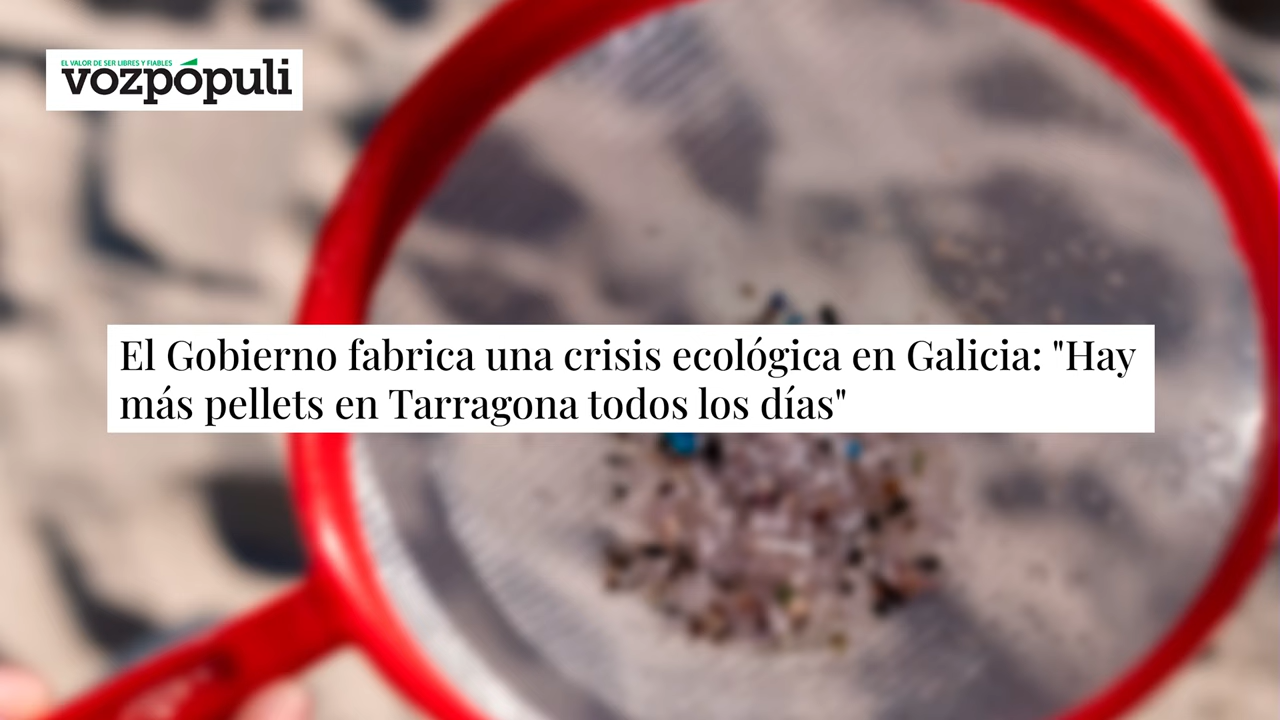 EL VALOR DE SER LIBRES Y FIABLES
vozpópuli
El Gobierno fabrica una crisis ecológica en Galicia: "Hay
más pellets en Tarragona todos los días"